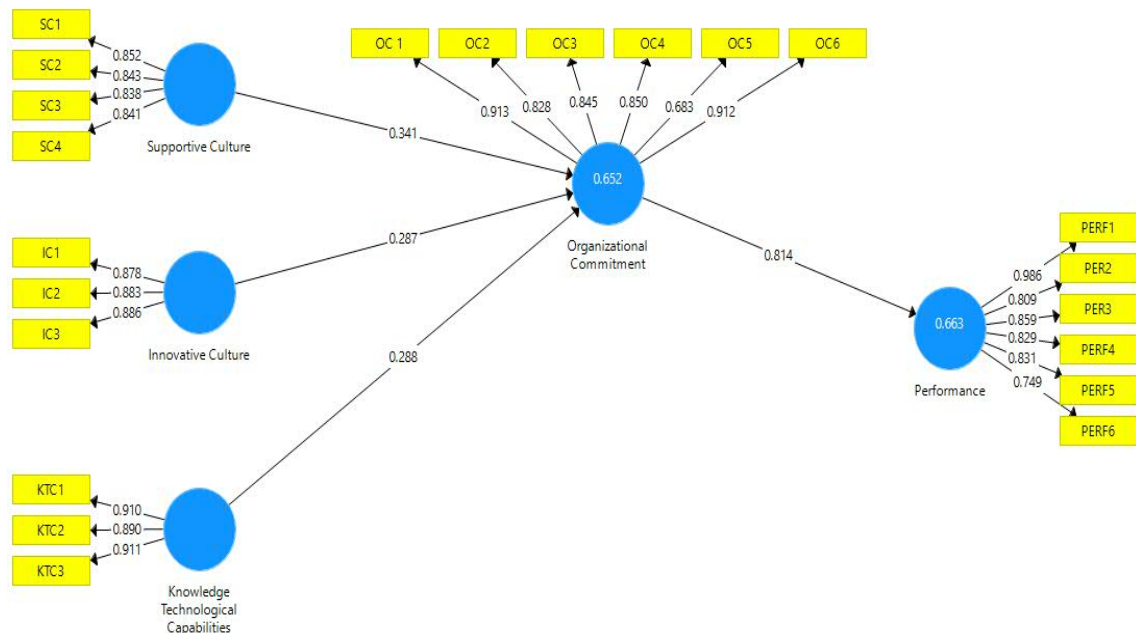 SC1
SC2
SC3
SC4
0.852
0.843
0.838
0.841
Supportive Culture
OC 1
OC2
OC3
OC4
OC5
OC6
0.913
0.828
0.845
0.850
0.683
0.912
0.341
0.652
Organizational
Commitment
IC1
IC2
IC3
0.878
0.883
0.886
Innovative Culture
0.287
0.288
0.814
PERF1
PER2
PER3
PERF4
PERF5
PERF6
0.986
0.809
0.859
0.829
0.831
0.749
0.663
Performance
KTC1
KTC2
KTC3
0.910
0.890
0.911
Knowledge
Technological
Capabilities